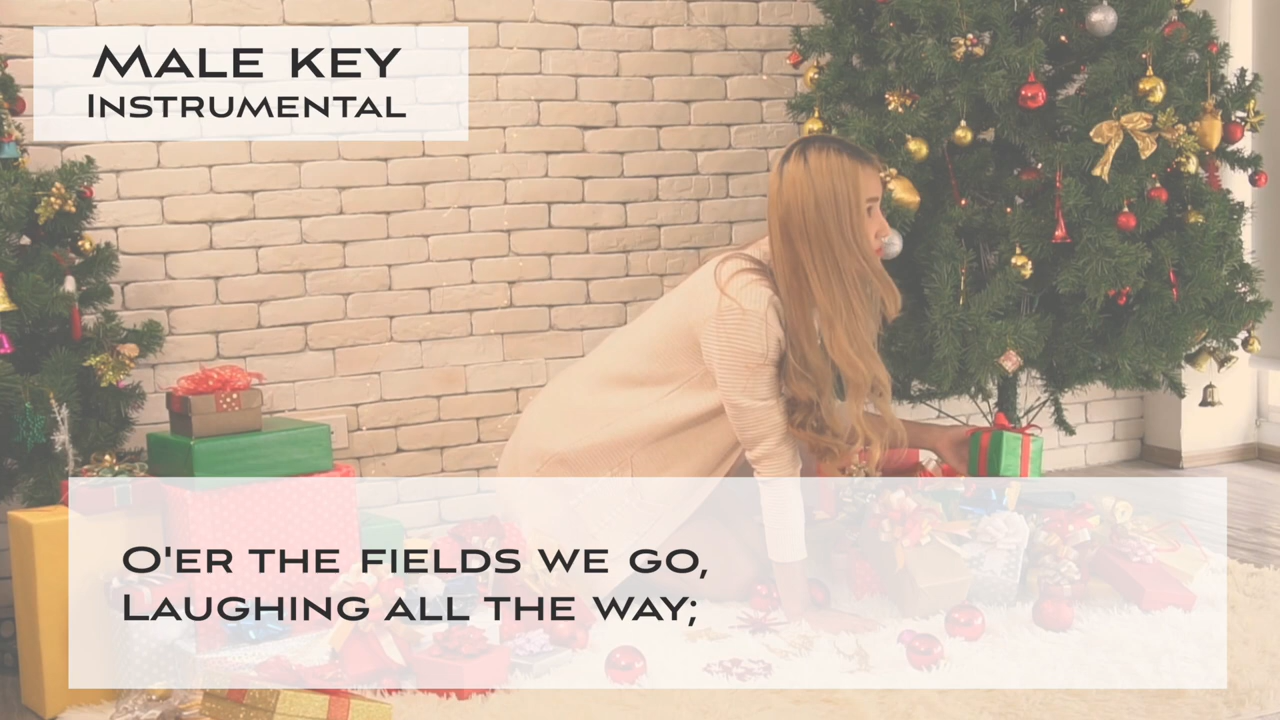 Male key
Instrumental
O'er the fields we go,
Laughing all the way;